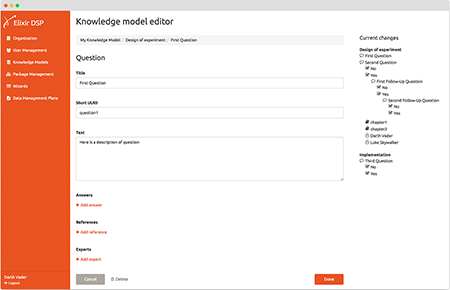 Elixir DSP
Organization
User Management
Knowledge Models
Package Management
Wizards
Data Management Plans
Darth Vader
Logout
Knowledge model editor
My Knowledge Model / Design of experiment / First Question
Question
Title
First Question
Short UUID
question1
Text
Here is a description of question
Answers
+ Add answer
References
+ Add reference
Experts
+ Add expert
Cancel
Delete
Done
Current changes
Design of experiment
First Question
Second Question
No
Yes
First Follow-Up Question
No
Yes
Second Follow-Up Question
No
Yes
chapter1
chapter3
Darth Vader
Luke Skywalker
Implementation
Third Question
No
Yes